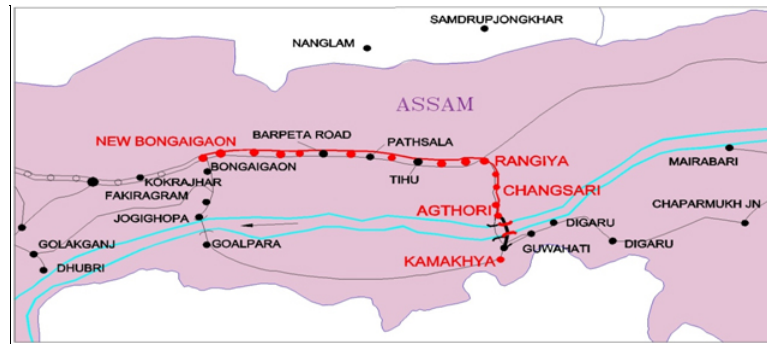 SAMDRUPJONGKHAR
NANGLAM
ASSAM
NEW BONGAIGAON
BARPETA ROAD
PATHSALA
BONGAIGAON
TIHU
RANGIYA
MAIRABARI
KOKRAJHAR
FAKIRAGRAM
CHANGSARI
JOGIGHOPA
AGTHORI
CHAPARMUKH JN
DIGARU
GOLAKGANJ
GOALPARA
GUWAHATI
DIGARU
KAMAKHYA
DHUBRI